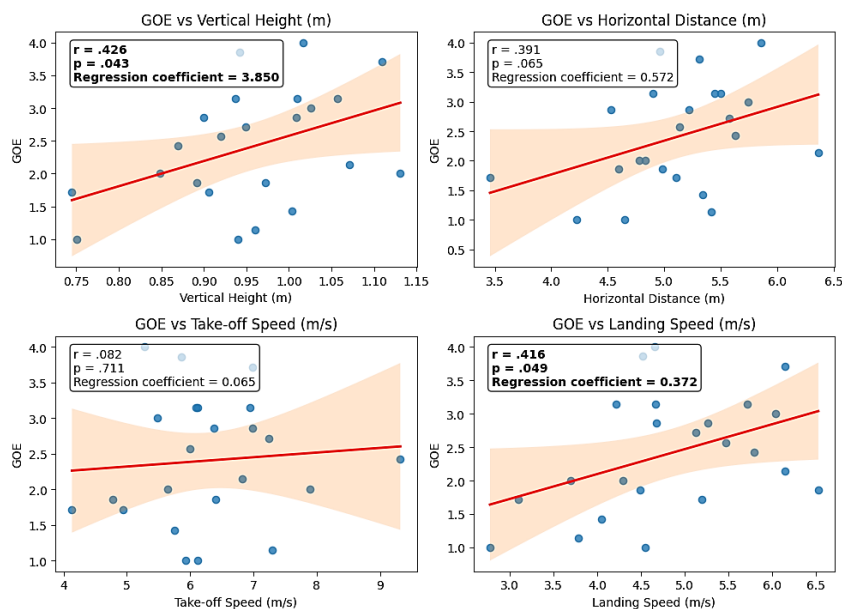 GOE vs Vertical Height (m)
r = .426
p = .043
Regression coefficient = 3.850
4.0
3.5
3.0
2.5
2.0
1.5
1.0
GOE
0.75
0.80
0.85
0.90
0.95
1.00
1.05
1.10
1.15
Vertical Height (m)
GOE vs Horizontal Distance (m)
r = .391
p = .065
Regression coefficient = 0.572
4.0
3.5
3.0
2.5
2.0
1.5
1.0
0.5
GOE
3.5
4.0
4.5
5.0
5.5
6.0
6.5
Horizontal Distance (m)
GOE vs Take-off Speed (m/s)
r = .082
p = .711
Regression coefficient = 0.065
4.0
3.5
3.0
2.5
2.0
1.5
1.0
GOE
4
5
6
7
8
9
Take-off Speed (m/s)
GOE vs Landing Speed (m/s)
r = .416
p = .049
Regression coefficient = 0.372
4.0
3.5
3.0
2.5
2.0
1.5
1.0
GOE
3.0
3.5
4.0
4.5
5.0
5.5
6.0
6.5
Landing Speed (m/s)